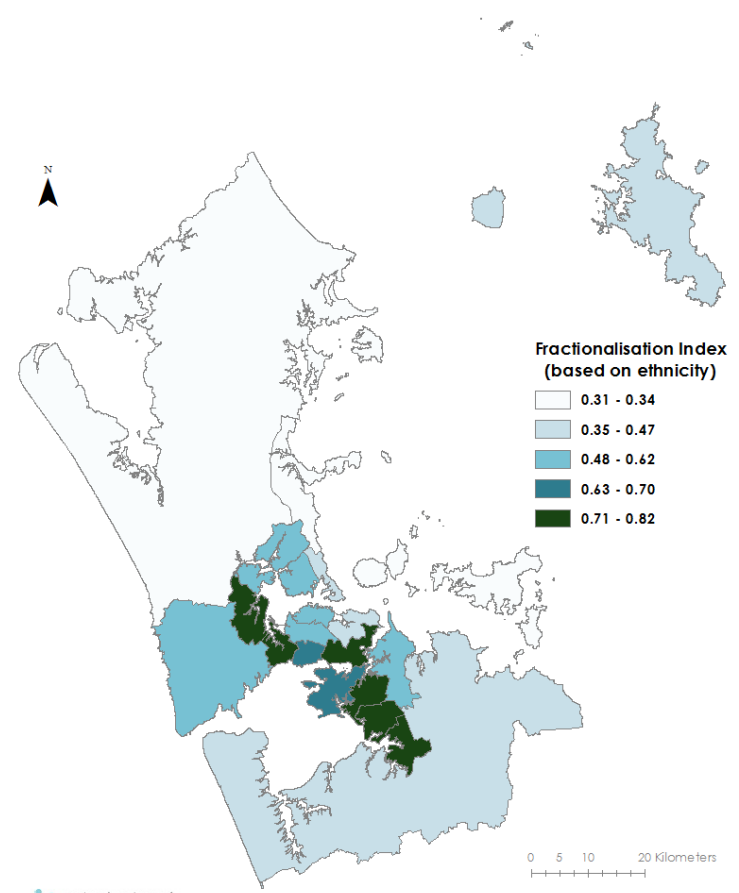 N
Fractionalisation Index
(based on ethnicity)
0.31 - 0.34
0.35 - 0.47
0.48 - 0.62
0.63 - 0.70
0.71 - 0.82
0 5 10 20 Kilometers